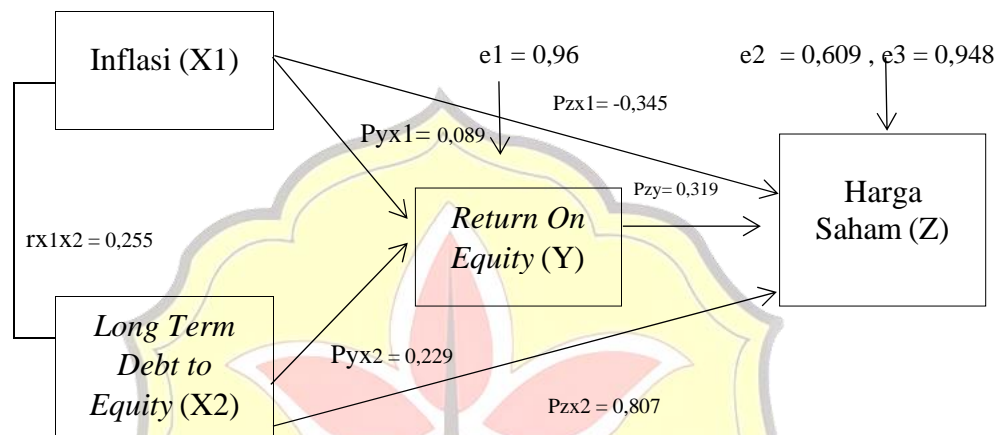 Inflasi (X1)
e1 = 0,96
e2 = 0,609 , e3 = 0,948
Pzx1= -0,345
Pyx1= 0,089
Pzy= 0,319
Return On
Equity (Y)
Harga
Saham (Z)
rx1x2 = 0,255
Long Term
Debt to
Equity (X2)
Pyx2 = 0,229
Pzx2 = 0,807